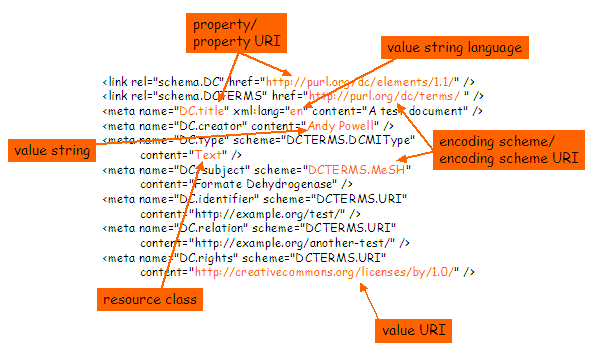 property/
property URI
value string language
<link rel="schema.DC" href="http://purl.org/dc/elements/1.1/" />
<link rel="schema.DCTERMS" href="http://purl.org/dc/terms/ " />
<meta name="DC.title" xml:lang="en" content="A test document" />
<meta name="DC.creator" content="Andy Powell" />
<meta name="DC.type" scheme="DCTERMS.DCMIType"
content="Text" />
<meta name="DC.subject" scheme="DCTERMS.MeSH"
content="Formate Dehydrogenase" />
<meta name="DC.identifier" scheme="DCTERMS.URI"
content="http://example.org/test/" />
<meta name="DC.relation" scheme="DCTERMS.URI"
content="http://example.org/another-test/" />
<meta name="DC.rights" scheme="DCTERMS.URI"
content="http://creativecommons.org/licenses/by/1.0/" />
value string
encoding scheme/
encoding scheme URI
resource class
value URI